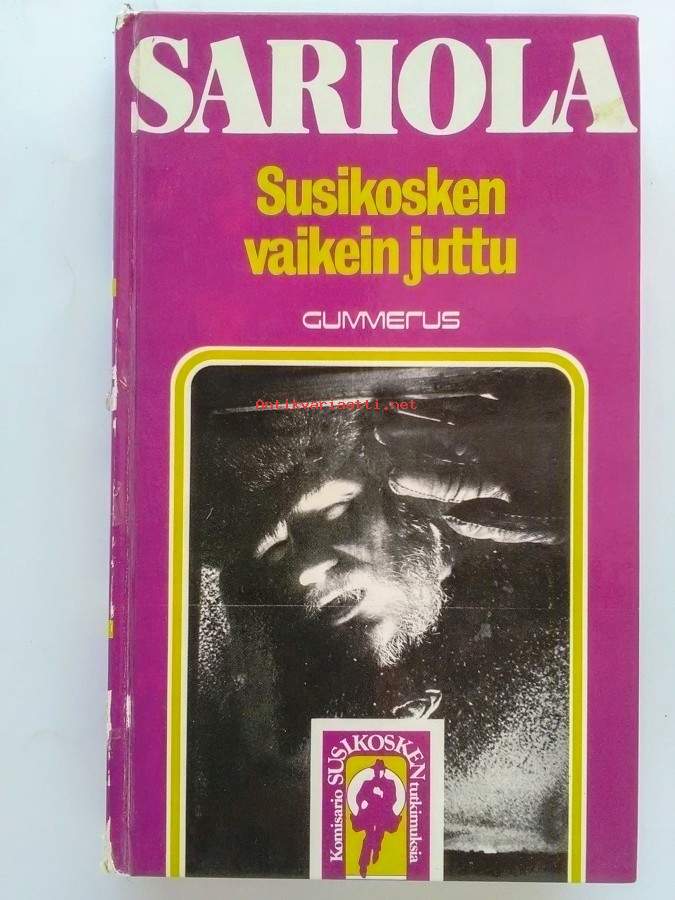 SARIOLA
Susikosken
vaikein juttu
GUMMERUS
Antikvariaatti.net
Komisario SUSIKOSKEN tutkimuksia